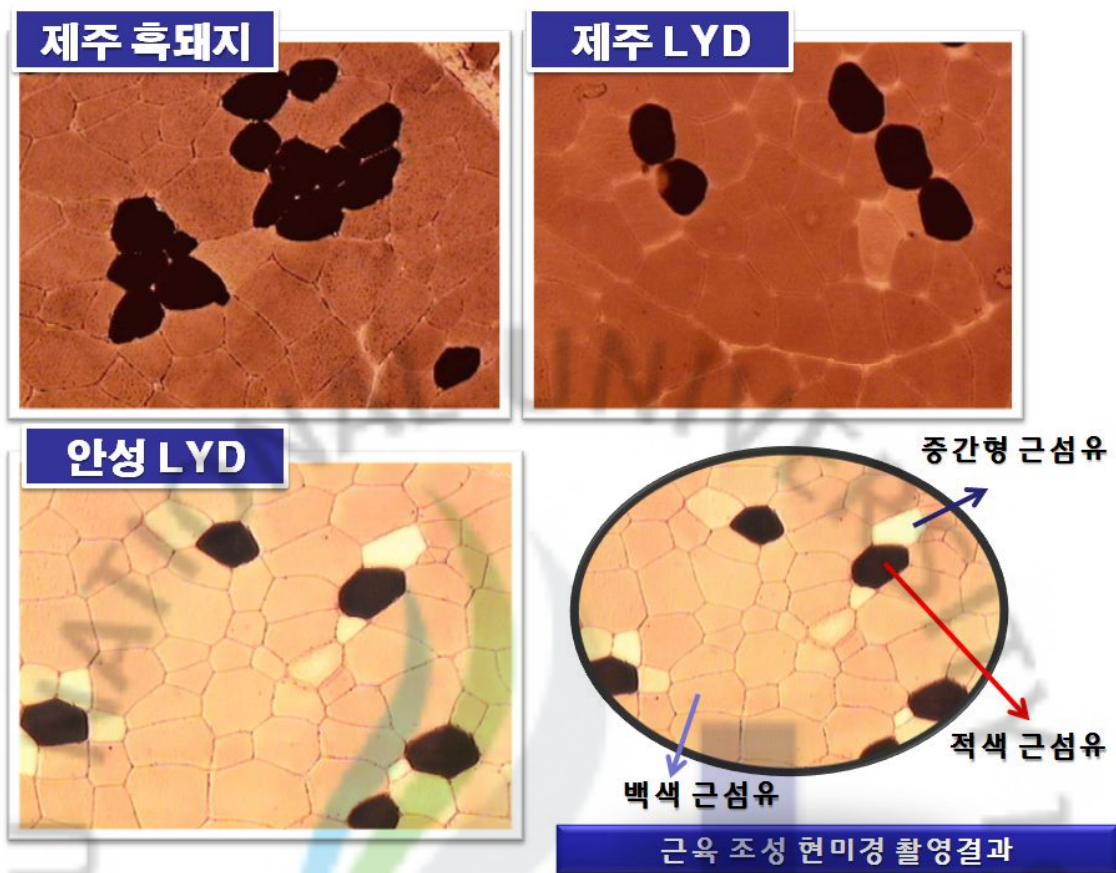 제주 흑돼지
제주 LYD
안성 LYD
중간형 근섬유
적색 근섬유
백색 근섬유
근육 조성 현미경 촬영결과
NATIONAL UNIVERSITY